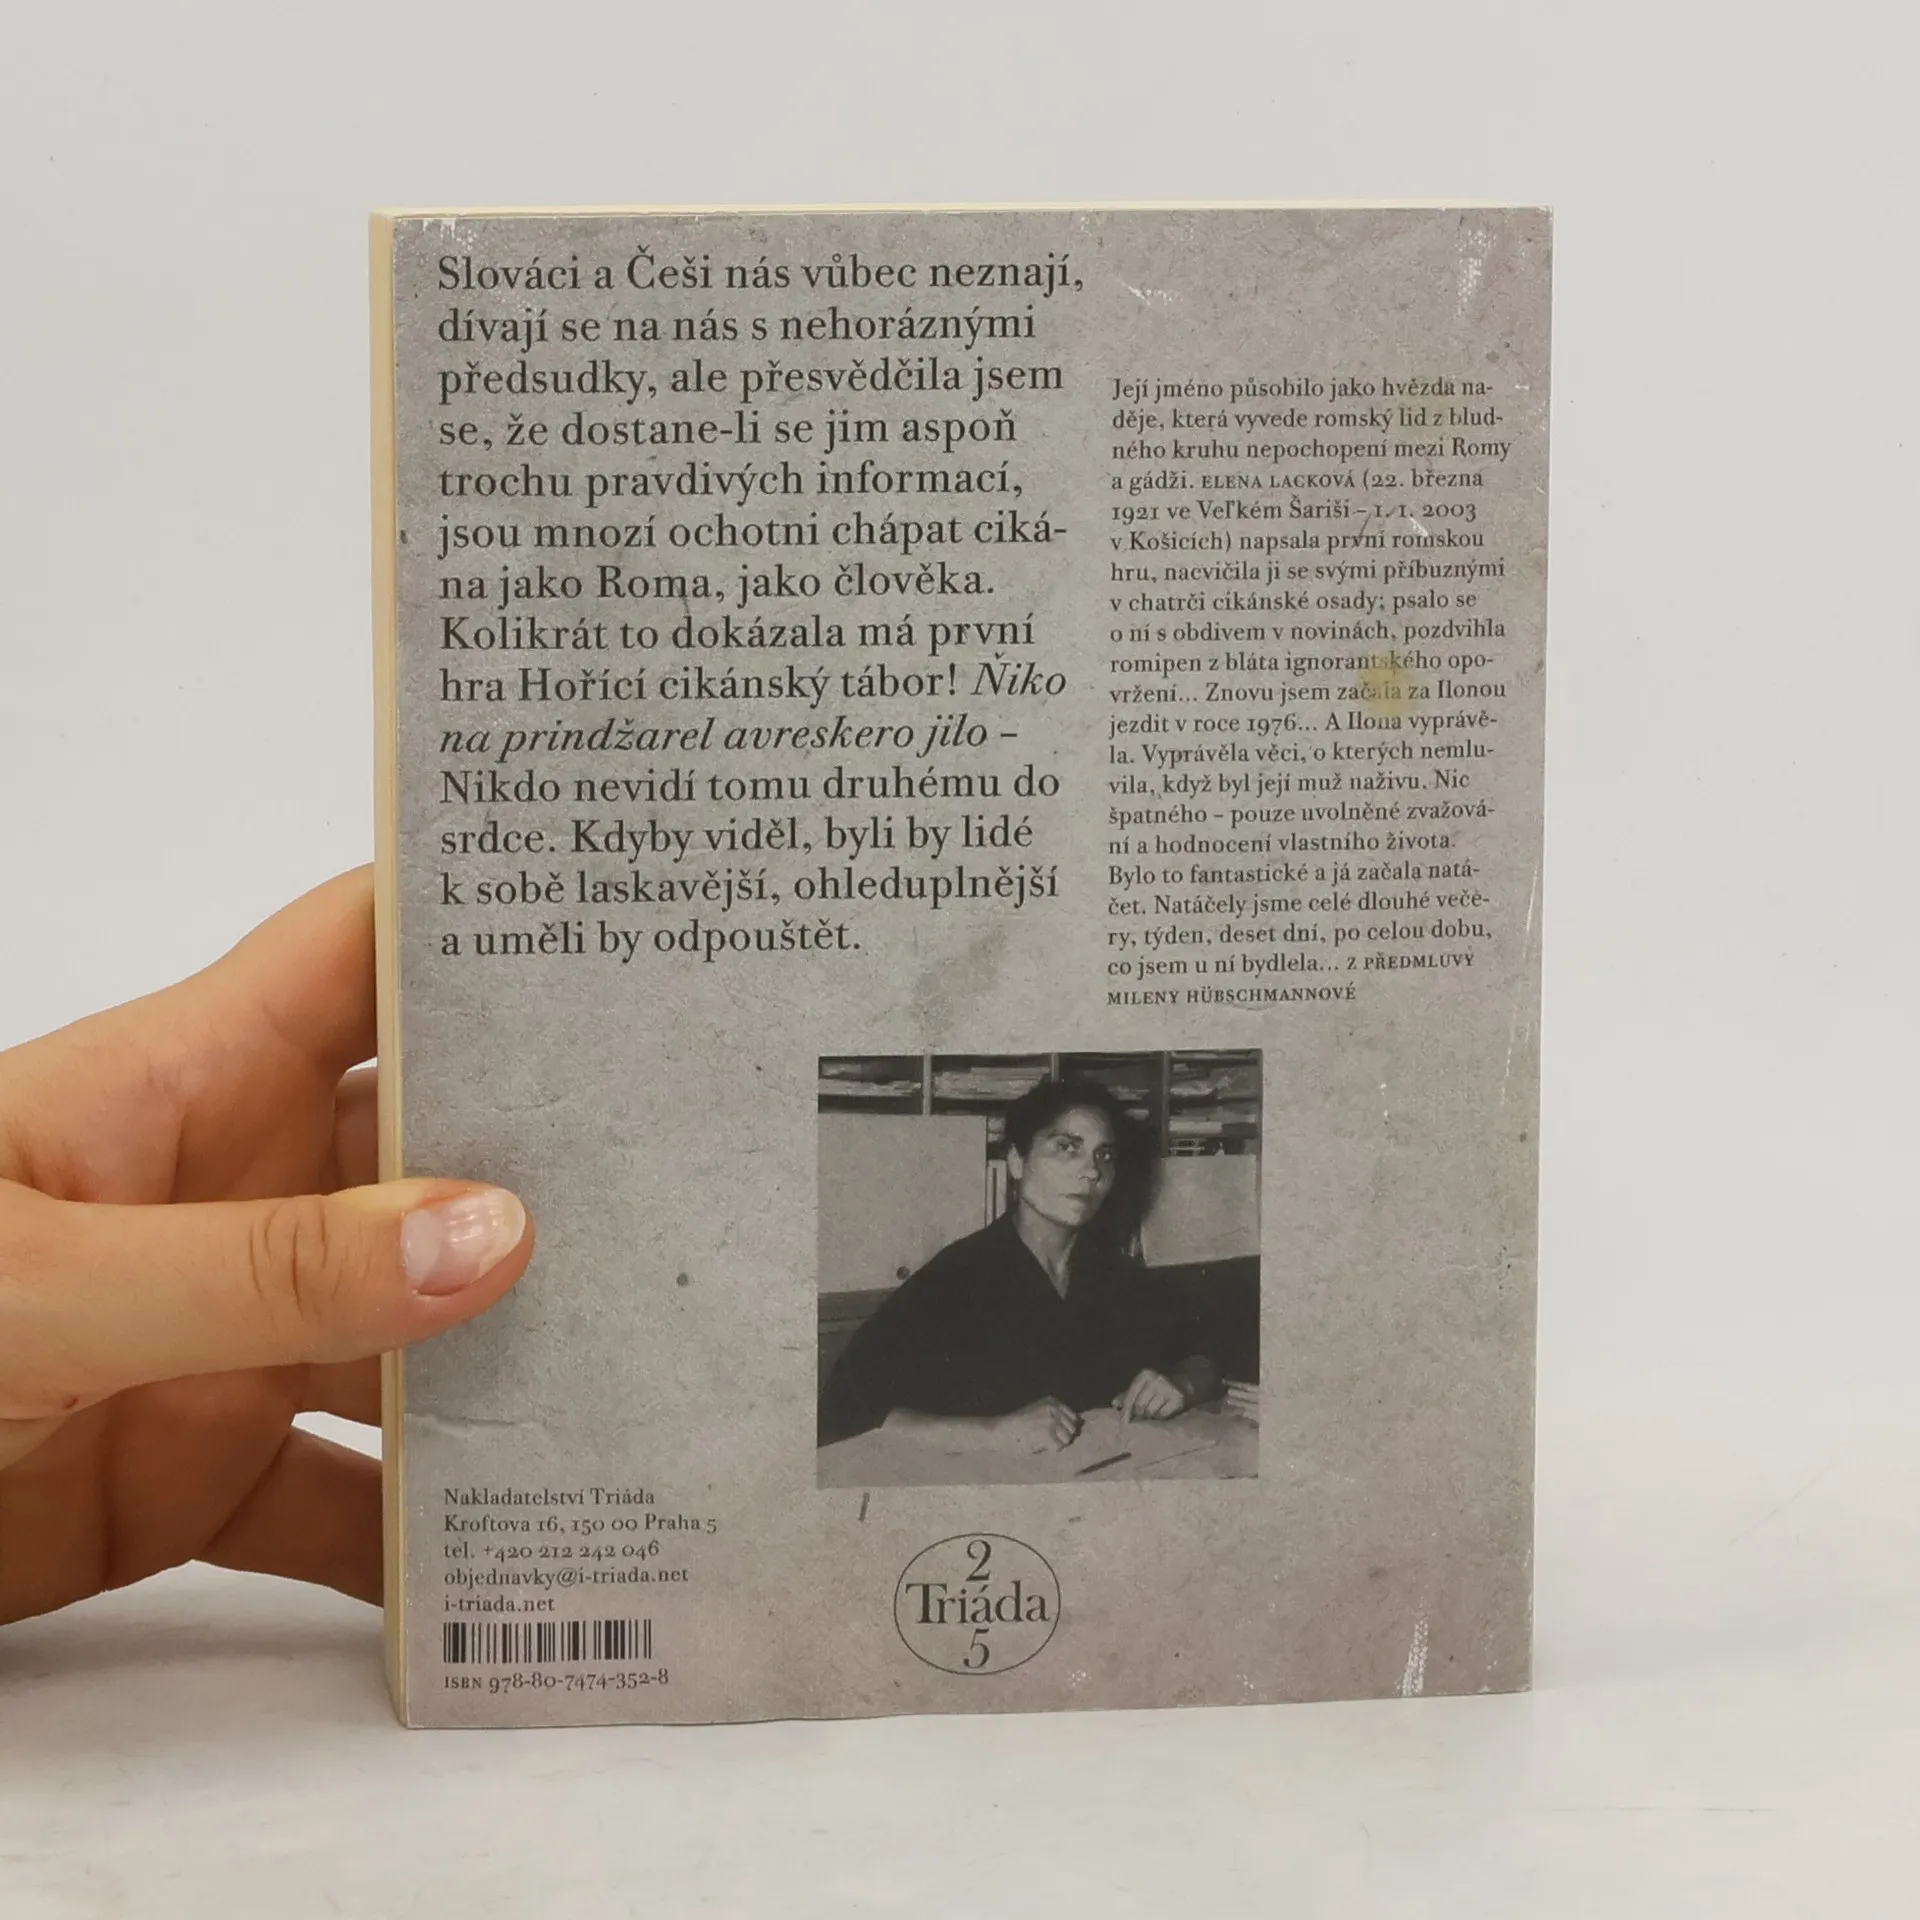 Slováci a Češi nás vůbec neznají,
dívají se na nás s nehoráznými
předsudky, ale přesvědčila jsem
se, že dostane-li se jim aspoň
trochu pravdivých informací,
jsou mnozí ochotni chápat ciká-
na jako Roma, jako člověka.
Kolikrát to dokázala má první
hra Hořící cikánský tábor! Ňiko
na prindžarel avreskero jilo –
Nikdo nevidí tomu druhému do
srdce. Kdyby viděl, byli by lidé
k sobě laskavější, ohleduplnější
a uměli by odpouštět.
Její jméno působilo jako hvězda na-
děje, která vyvede romský lid z blud-
ného kruhu nepochopení mezi Romy
a gádži. ELENA LACKOVÁ (22. března
1921 ve Veľkém Šariši – 1. 1. 2003
v Košicích) napsala první romskou
hru, nacvičila ji se svými příbuznými
v chatrči cikánské osady; psalo se
o ní s obdivem v novinách, pozdvihla
romipen z bláta ignorantského opo-
vržení... Znovu jsem začala za Ilonou
jezdit v roce 1976... A Ilona vyprávě-
la. Vyprávěla věci, o kterých nemlu-
vila, když byl její muž naživu. Nic
špatného – pouze uvolněné zvažová-
ní a hodnocení vlastního života.
Bylo to fantastické a já začala natá-
čet. Natáčely jsme celé dlouhé veče-
ry, týden, deset dní, po celou dobu,
co jsem u ní bydlela... Z PŘEDMLUVY
MILENY HÜBSCHMANNOVÉ
Nakladatelství Triáda
Kroftova 16, 150 00 Praha 5
tel. +420 212 242 046
objednavky@i-triada.net
i-triada.net
ISBN 978-80-7474-352-8
2
Triáda
5